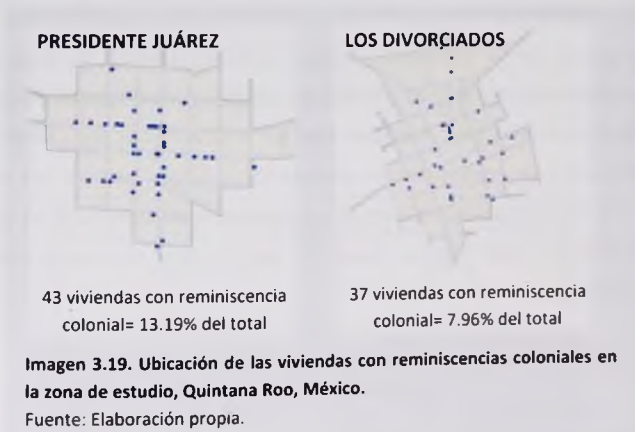 PRESIDENTE JUÁREZ
LOS DIVORCIADOS
43 viviendas con reminiscencia
colonial= 13.19% del total
37 viviendas con reminiscencia
colonial= 7.96% del total
Imagen 3.19. Ubicación de las viviendas con reminiscencias coloniales en
la zona de estudio, Quintana Roo, México.
Fuente: Elaboración propia.